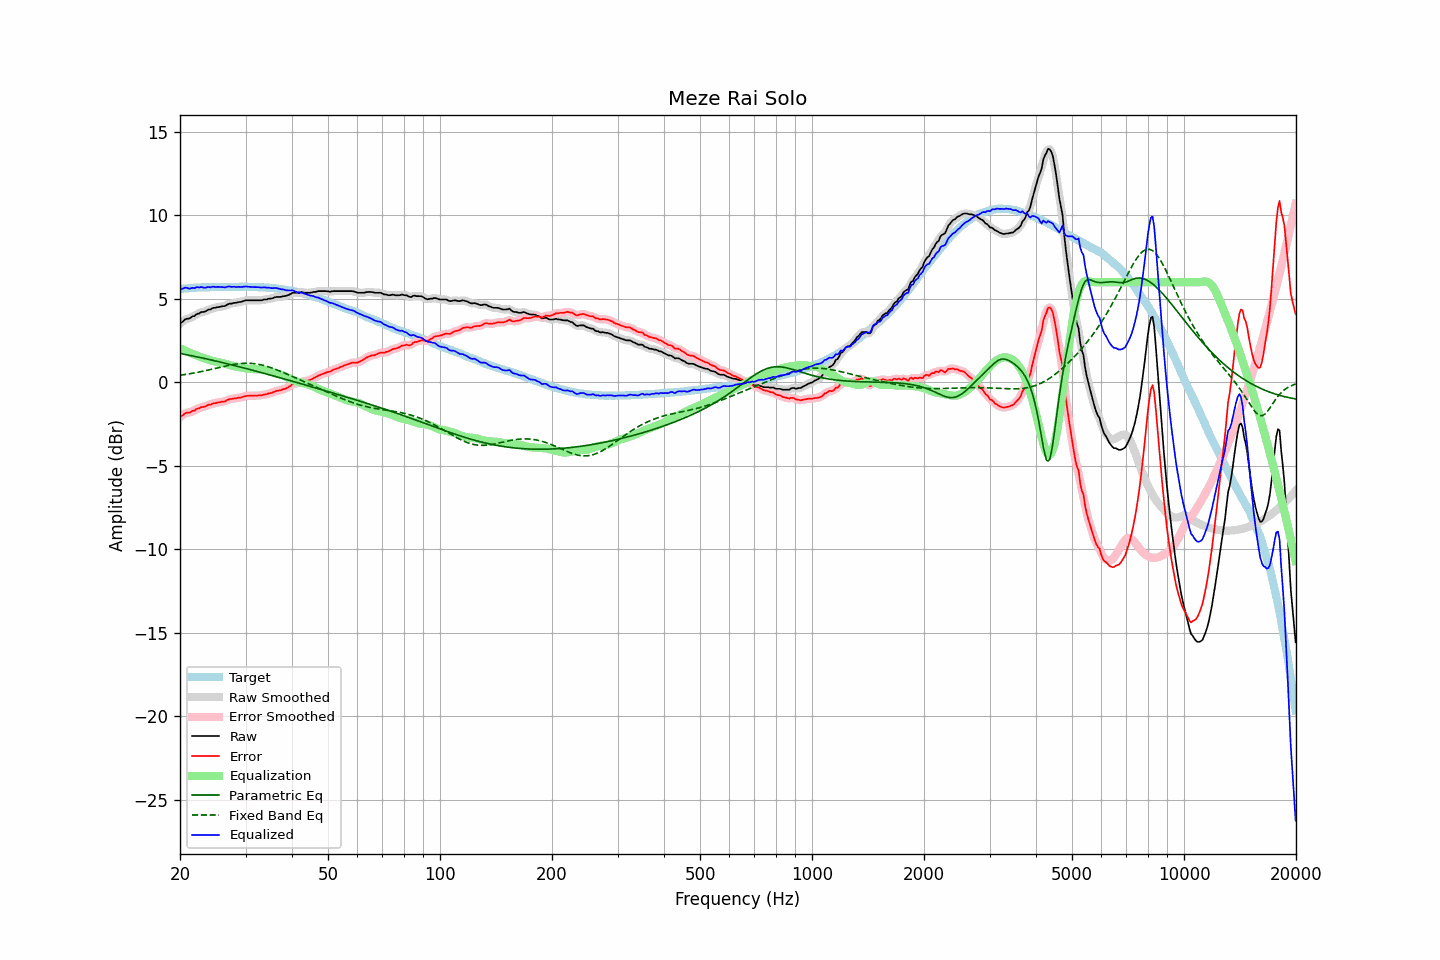 Meze Rai Solo
15
10
5
0
−5
−10
−15
−20
−25
Amplitude (dBr)
Target
Raw Smoothed
Error Smoothed
Raw
Error
Equalization
Parametric Eq
Fixed Band Eq
Equalized
20 50 100 200 500 1000 2000 5000 10000 20000
Frequency (Hz)